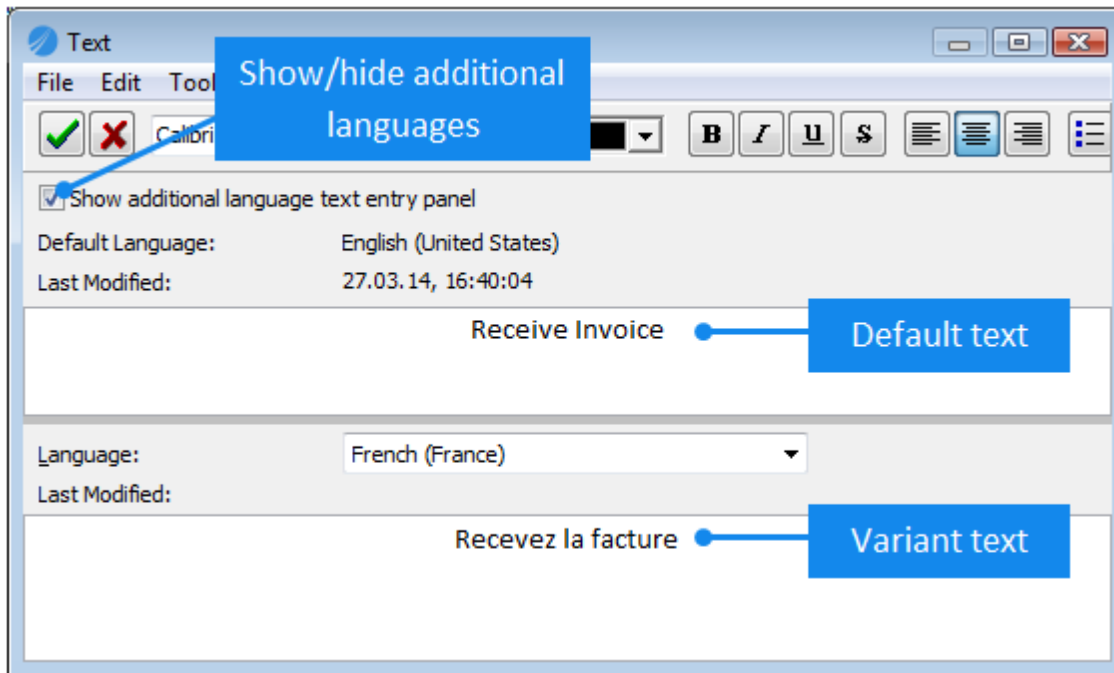 Text
File Edit Tool
Show/hide additional
languages
Calibri
B I U S
Show additional language text entry panel
Default Language: English (United States)
Last Modified: 27.03.14, 16:40:04
Receive Invoice
Default text
Language: French (France)
Last Modified:
Recevez la facture
Variant text